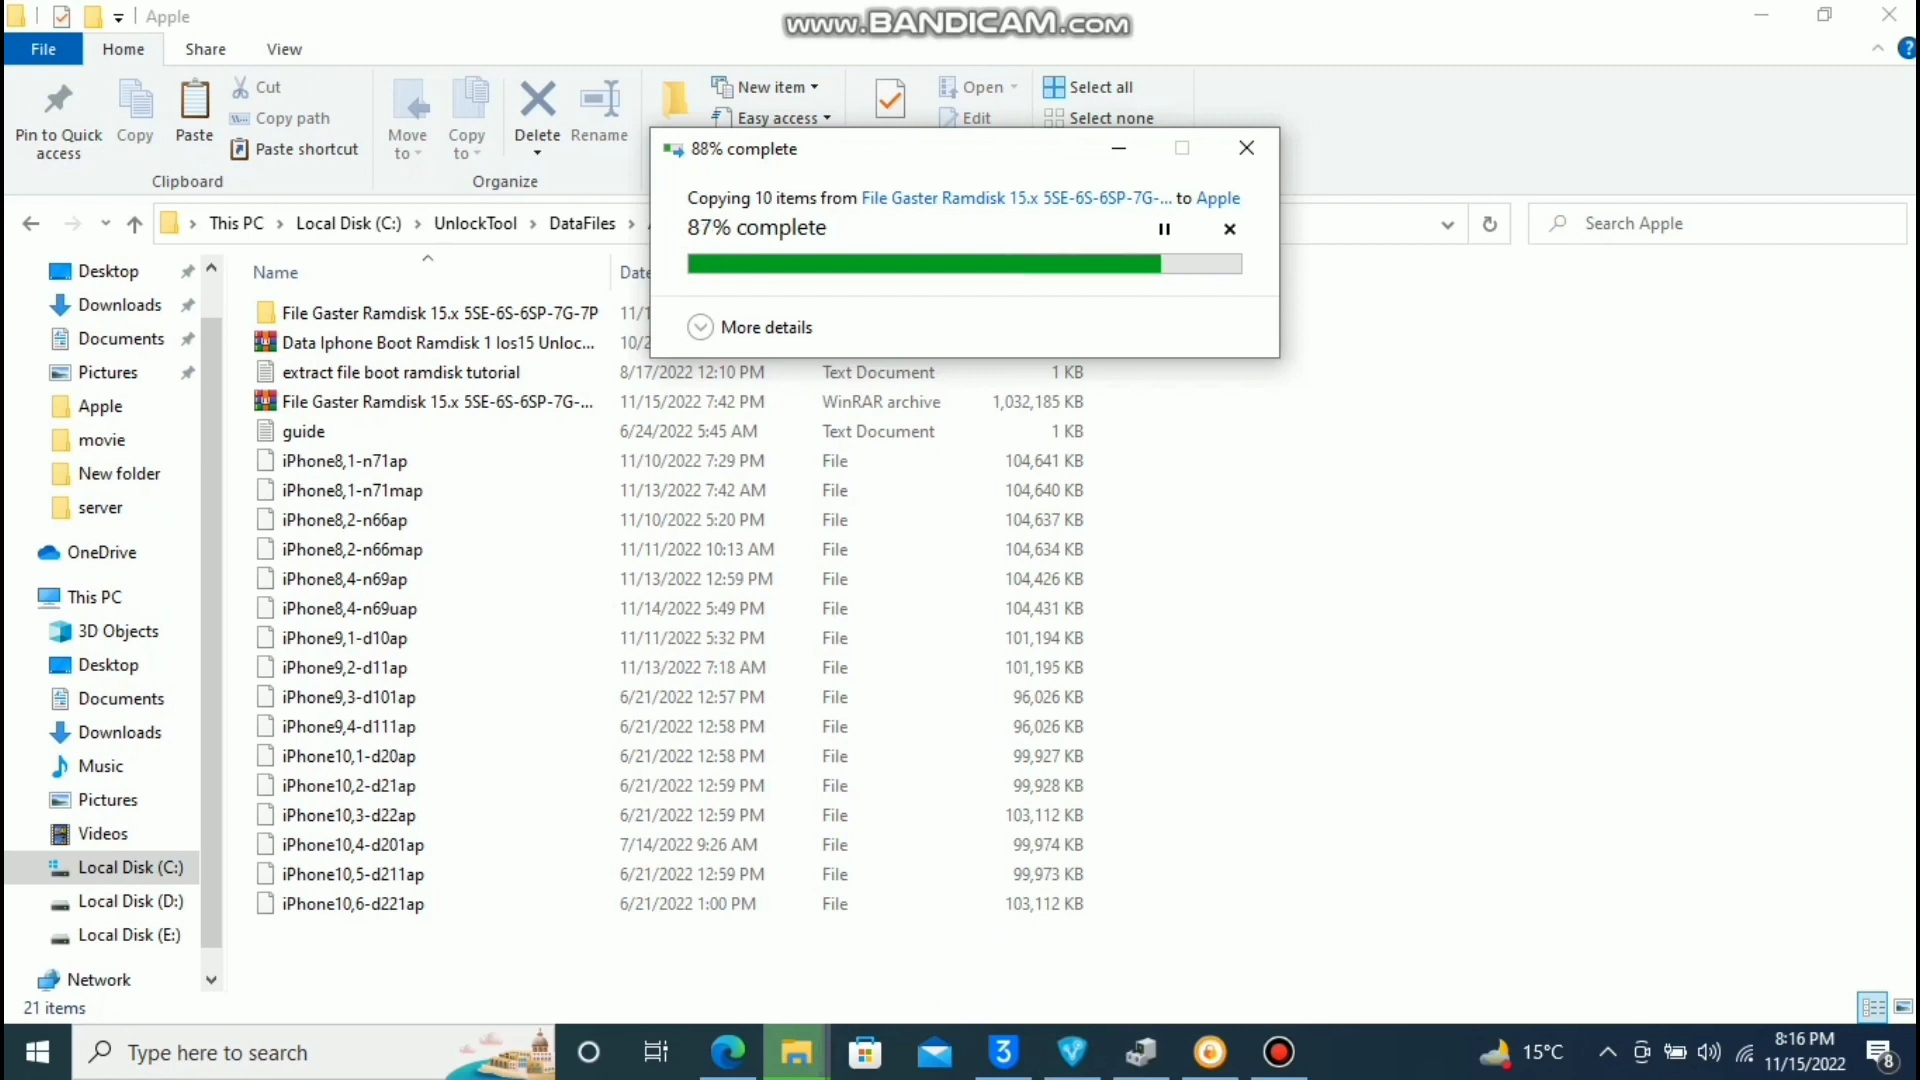 Apple
www.BANDICAM.com
File
Home
Share
View
Pin to Quick access
Copy
Paste
Cut
Copy path
Paste shortcut
Clipboard
Move to
Copy to
Delete
Rename
Organize
New item
Easy access
Open
Edit
Select all
Select none
88% complete
Copying 10 items from File Gaster Ramdisk 15.x 5SE-6S-6SP-7G-... to Apple
87% complete
More details
This PC
Local Disk (C:)
UnlockTool
DataFiles
Search Apple
Name
Date
Desktop
Downloads
Documents
Pictures
Apple
movie
New folder
server
OneDrive
This PC
3D Objects
Desktop
Documents
Downloads
Music
Pictures
Videos
Local Disk (C:)
Local Disk (D:)
Local Disk (E:)
Network
File Gaster Ramdisk 15.x 5SE-6S-6SP-7G-7P 11/1
Data Iphone Boot Ramdisk 1 Ios15 Unloc... 10/2
extract file boot ramdisk tutorial 8/17/2022 12:10 PM Text Document 1 KB
File Gaster Ramdisk 15.x 5SE-6S-6SP-7G-... 11/15/2022 7:42 PM WinRAR archive 1,032,185 KB
guide 6/24/2022 5:45 AM Text Document 1 KB
iPhone8,1-n71ap 11/10/2022 7:29 PM File 104,641 KB
iPhone8,1-n71map 11/13/2022 7:42 AM File 104,640 KB
iPhone8,2-n66ap 11/10/2022 5:20 PM File 104,637 KB
iPhone8,2-n66map 11/11/2022 10:13 AM File 104,634 KB
iPhone8,4-n69ap 11/13/2022 12:59 PM File 104,426 KB
iPhone8,4-n69uap 11/14/2022 5:49 PM File 104,431 KB
iPhone9,1-d10ap 11/11/2022 5:32 PM File 101,194 KB
iPhone9,2-d11ap 11/13/2022 7:18 AM File 101,195 KB
iPhone9,3-d101ap 6/21/2022 12:57 PM File 96,026 KB
iPhone9,4-d111ap 6/21/2022 12:58 PM File 96,026 KB
iPhone10,1-d20ap 6/21/2022 12:58 PM File 99,927 KB
iPhone10,2-d21ap 6/21/2022 12:59 PM File 99,928 KB
iPhone10,3-d22ap 6/21/2022 12:59 PM File 103,112 KB
iPhone10,4-d201ap 7/14/2022 9:26 AM File 99,974 KB
iPhone10,5-d211ap 6/21/2022 12:59 PM File 99,973 KB
iPhone10,6-d221ap 6/21/2022 1:00 PM File 103,112 KB
21 items
Type here to search
3
15°C
8:16 PM
11/15/2022
8